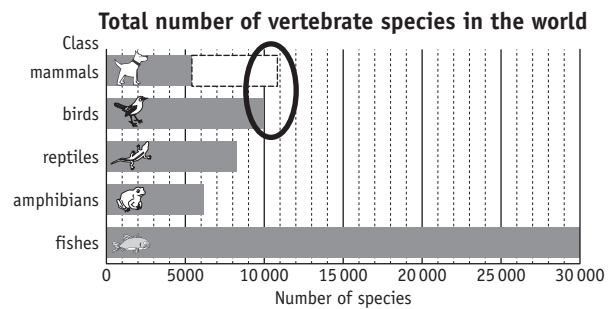 Total number of vertebrate species in the world
Class
mammals
birds
reptiles
amphibians
fishes
0 5000 10 000 15 000 20 000 25 000 30 000
Number of species